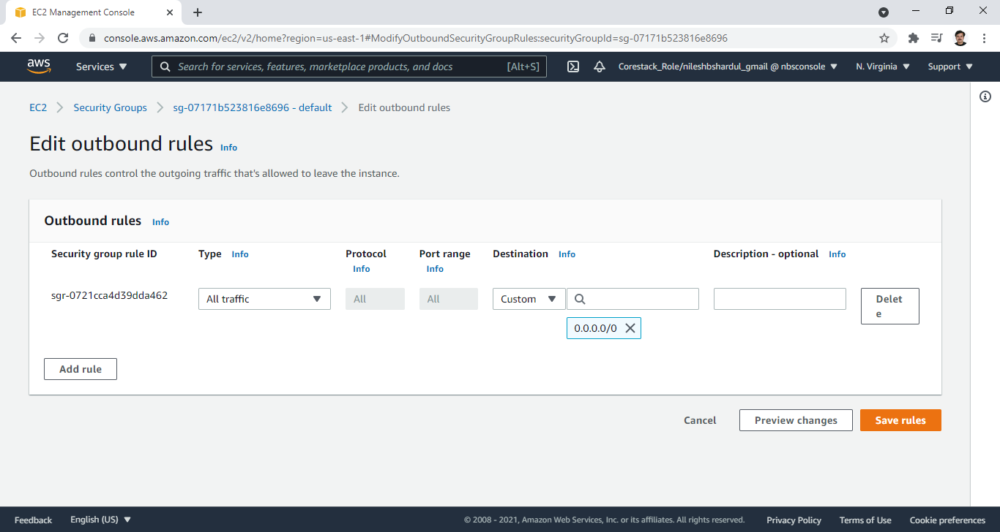 EC2 Management Console
console.aws.amazon.com/ec2/v2/home?region=us-east-1#ModifyOutboundSecurityGroupRules:securityGroupId=sg-07171b523816e8696
aws Services Search for services, features, marketplace products, and docs [Alt+S] Corestack_Role/nileshbshardul_gmail @ nbsconsole N. Virginia Support
EC2 Security Groups sg-07171b523816e8696 - default Edit outbound rules
Edit outbound rules Info
Outbound rules control the outgoing traffic that's allowed to leave the instance.
Outbound rules Info
Security group rule ID Type Info Protocol Port range Destination Info Description - optional Info
Info Info
sgr-0721cca4d39dda462 All traffic All All Custom Delet
e
0.0.0.0/0
Add rule
Cancel Preview changes Save rules
Feedback English (US) © 2008 - 2021, Amazon Web Services, Inc. or its affiliates. All rights reserved. Privacy Policy Terms of Use Cookie preferences